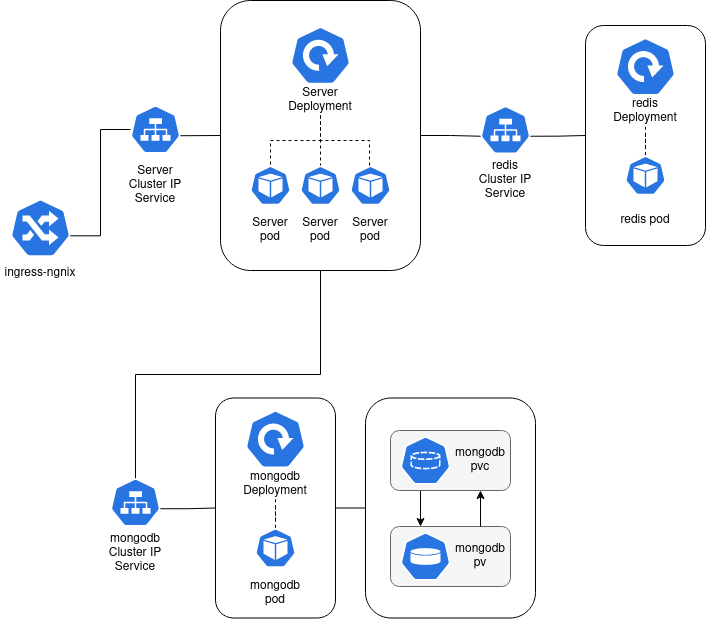 Server
Deployment
Server
pod
Server
pod
Server
pod
Server
Cluster IP
Service
ingress-ngnix
redis
Cluster IP
Service
redis
Deployment
redis pod
mongodb
Cluster IP
Service
mongodb
Deployment
mongodb
pod
mongodb
pvc
mongodb
pv